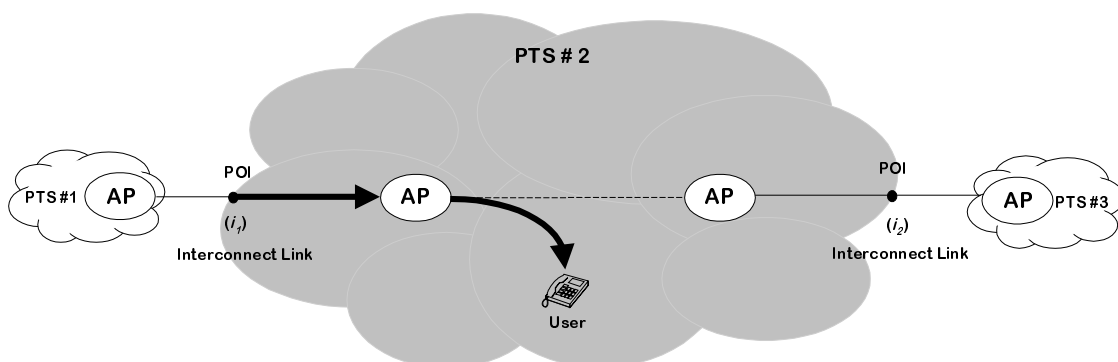 PTS # 2
POI
POI
PTS #1
AP
AP
AP
AP
PTS #3
(i1)
(i2)
Interconnect Link
Interconnect Link
User